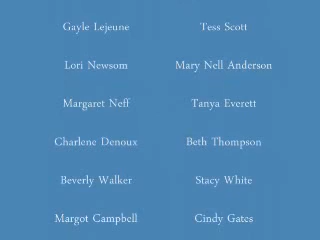 Gayle Lejeune Tess Scott
Lori Newsom Mary Nell Anderson
Margaret Neff Tanya Everett
Charlene Denoux Beth Thompson
Beverly Walker Stacy White
Margot Campbell Cindy Gates